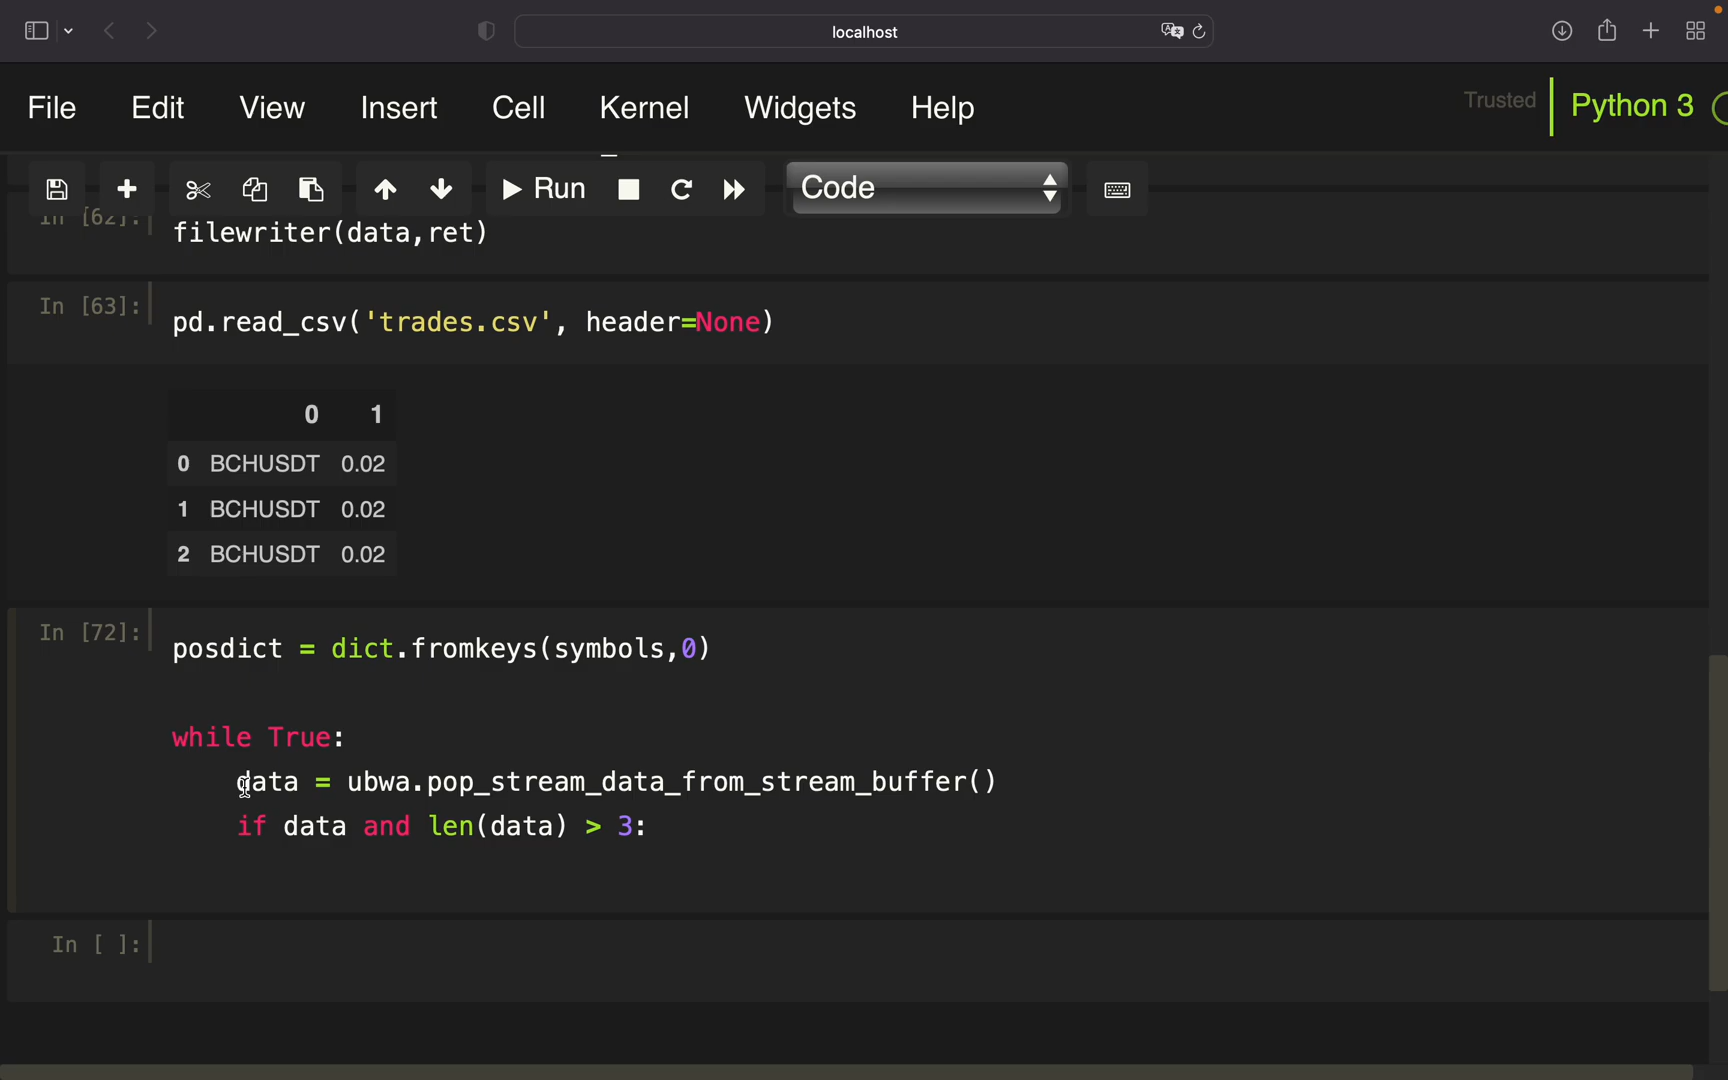 localhost
File Edit View Insert Cell Kernel Widgets Help Trusted Python 3
Run Code
In [62]: filewriter(data,ret)
In [63]: pd.read_csv('trades.csv', header=None)
0 1
0 BCHUSDT 0.02
1 BCHUSDT 0.02
2 BCHUSDT 0.02
In [72]: posdict = dict.fromkeys(symbols,0)
while True:
data = ubwa.pop_stream_data_from_stream_buffer()
if data and len(data) > 3:
In [ ]: